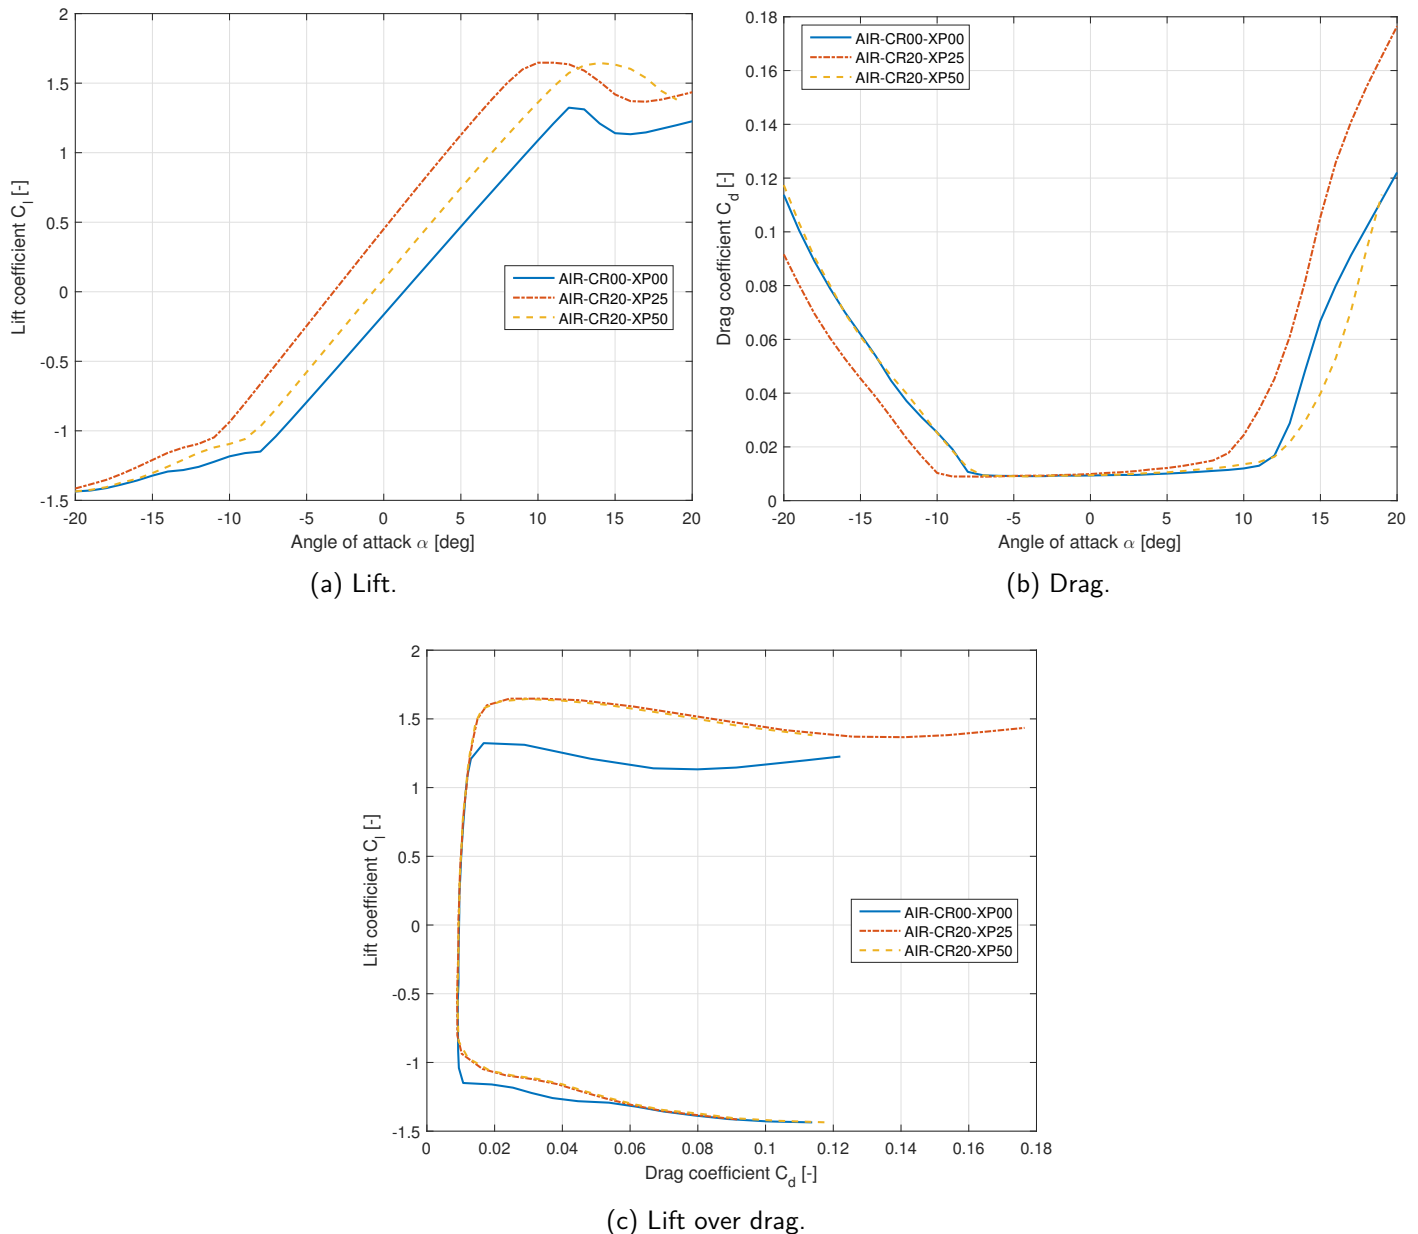 2
1.5
1
0.5
0
-0.5
-1
-1.5
-20 -15 -10 -5 0 5 10 15 20
Lift coefficient C_l [-]
Angle of attack α [deg]
AIR-CR00-XP00
AIR-CR20-XP25
AIR-CR20-XP50
(a) Lift.
0.18
0.16
0.14
0.12
0.1
0.08
0.06
0.04
0.02
0
-20 -15 -10 -5 0 5 10 15 20
Drag coefficient C_d [-]
Angle of attack α [deg]
AIR-CR00-XP00
AIR-CR20-XP25
AIR-CR20-XP50
(b) Drag.
2
1.5
1
0.5
0
-0.5
-1
-1.5
0 0.02 0.04 0.06 0.08 0.1 0.12 0.14 0.16 0.18
Lift coefficient C_l [-]
Drag coefficient C_d [-]
AIR-CR00-XP00
AIR-CR20-XP25
AIR-CR20-XP50
(c) Lift over drag.